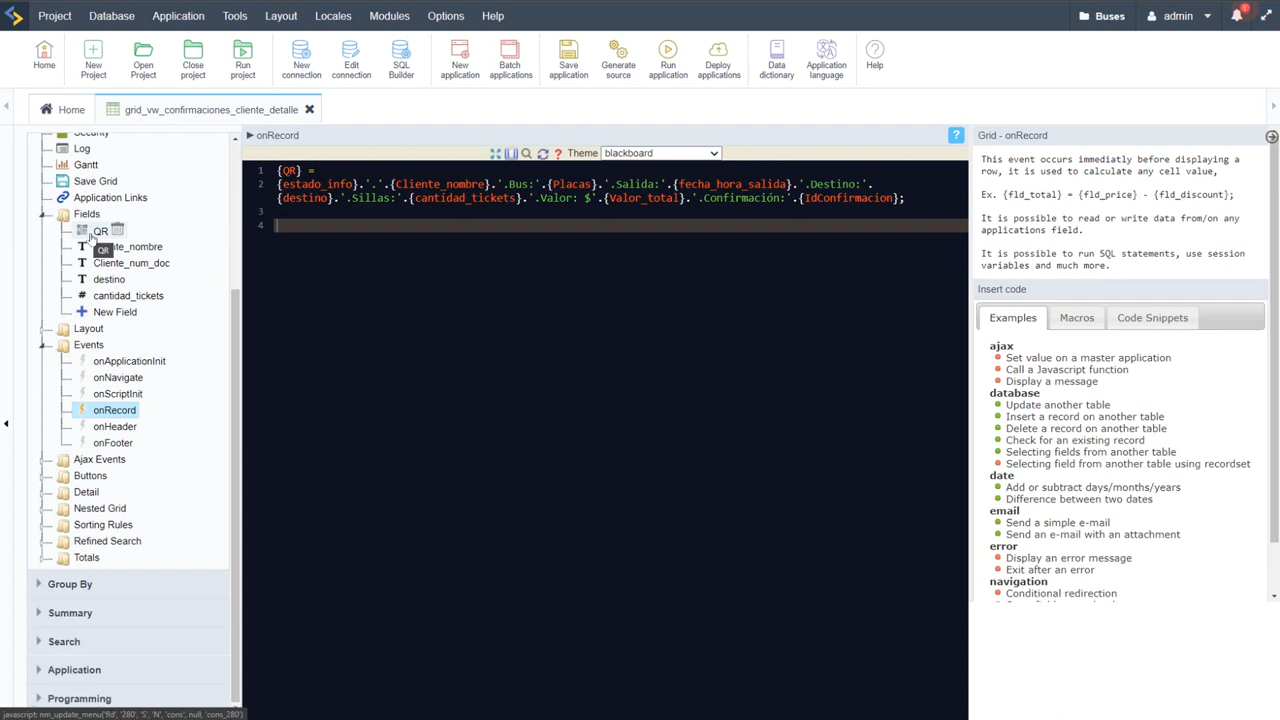 Project Database Application Tools Layout Locales Modules Options Help Buses admin 1
Home New Project Open Project Close project Run project New connection Edit connection SQL Builder New application Batch applications Save application Generate source Run application Deploy applications Data dictionary Application language Help
Home grid_vw_confirmaciones_cliente_detalle
Security
Log
Gantt
Save Grid
Application Links
Fields
QR
QR
Cliente_num_doc
destino
cantidad_tickets
New Field
Layout
Events
onApplicationInit
onNavigate
onScriptInit
onRecord
onHeader
onFooter
Ajax Events
Buttons
Detail
Nested Grid
Sorting Rules
Refined Search
Totals
Group By
Summary
Search
Application
Programming
javascript: nm_update_menu('fld', '280', 'S', 'N', 'cons', null, 'cons_280')
onRecord ?
? Theme blackboard
1 {QR} =
2 {estado_info}.'.'.{Cliente_nombre}.'.Bus:'.{Placas}.'.Salida:'.{fecha_hora_salida}.'.Destino:'.
{destino}.'.Sillas:'.{cantidad_tickets}.'.Valor: $'.{Valor_total}.'.Confirmación:'.{IdConfirmacion};
3
4
Grid - onRecord
This event occurs immediatly before displaying a
row, it is used to calculate any cell value,
Ex. {fld_total} = {fld_price} - {fld_discount};
It is possible to read or write data from/on any
applications field.
It is possible to run SQL statements, use session
variables and much more.
Insert code
Examples Macros Code Snippets
ajax
Set value on a master application
Call a Javascript function
Display a message
database
Update another table
Insert a record on another table
Delete a record on another table
Check for an existing record
Selecting fields from another table
Selecting field from another table using recordset
date
Add or subtract days/months/years
Difference between two dates
email
Send a simple e-mail
Send an e-mail with an attachment
error
Display an error message
Exit after an error
navigation
Conditional redirection